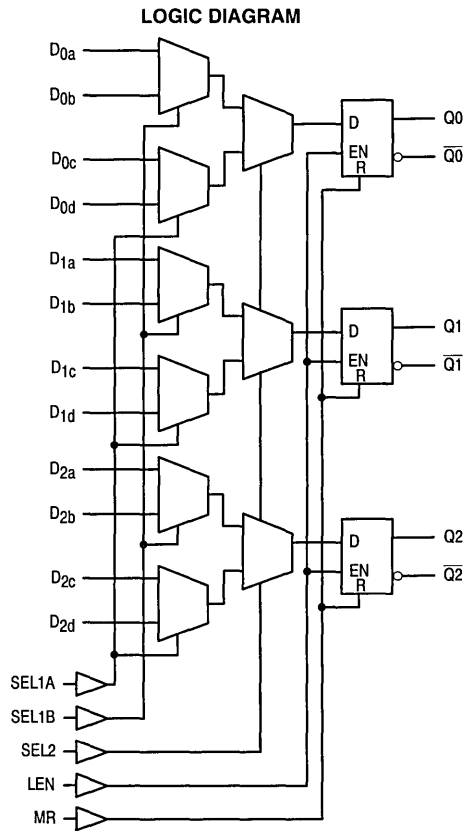 LOGIC DIAGRAM
D0a
D0b
D0c
D0d
D Q0
EN Q0
R
D1a
D1b
D1c
D1d
D Q1
EN Q1
R
D2a
D2b
D2c
D2d
D Q2
EN Q2
R
SEL1A
SEL1B
SEL2
LEN
MR